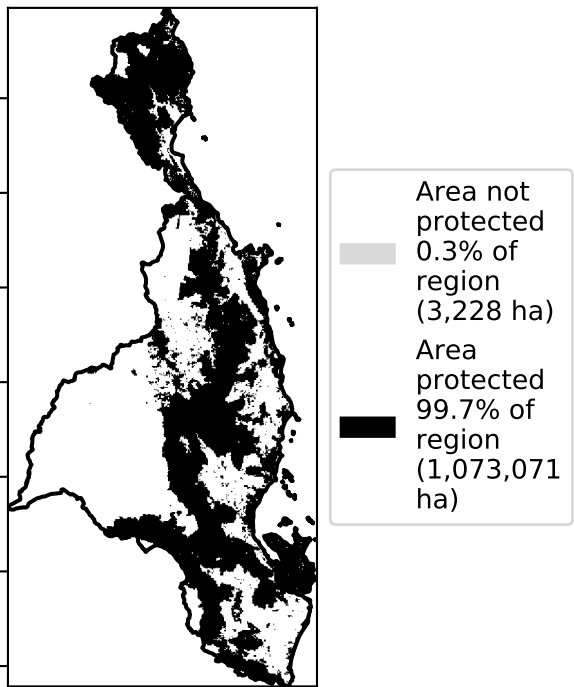 Area not
protected
0.3% of
region
(3,228 ha)
Area
protected
99.7% of
region
(1,073,071
ha)